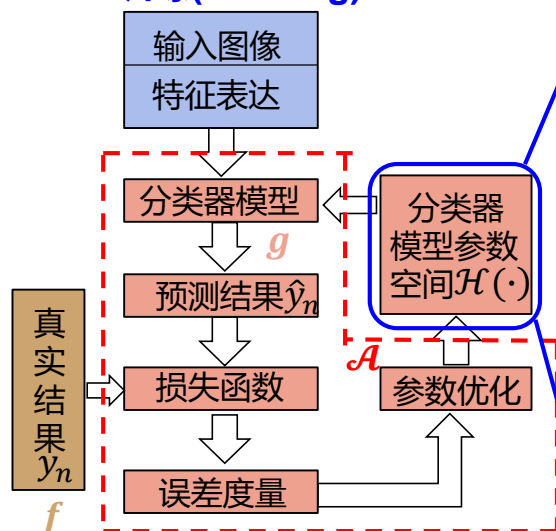 输入图像
特征表达
分类器模型
g
预测结果ŷₙ
真
实
结
果
yₙ
f
损失函数
误差度量
分类器
模型参数
空间ℋ(·)
𝒜
参数优化